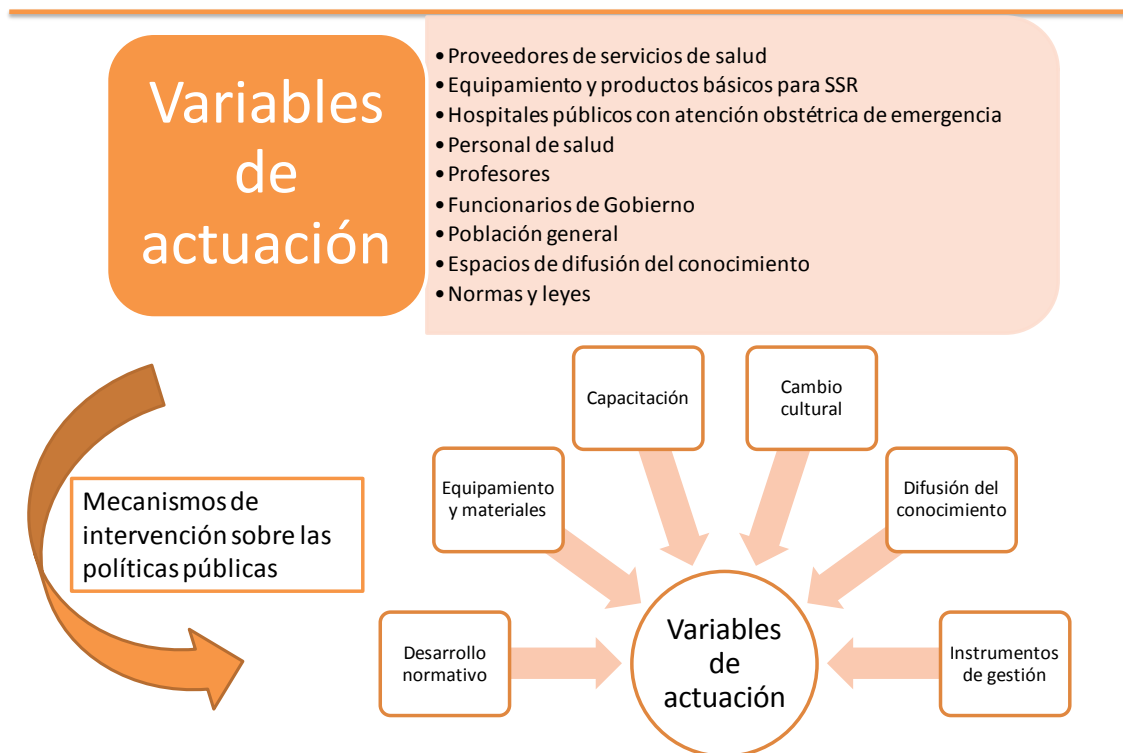 Variables
de
actuación
•Proveedores de servicios de salud
•Equipamiento y productos básicos para SSR
•Hospitales públicos con atención obstétrica de emergencia
•Personal de salud
•Profesores
•Funcionarios de Gobierno
•Población general
•Espacios de difusión del conocimiento
•Normas y leyes
Mecanismos de
intervención sobre las
políticas públicas
Desarrollo
normativo
Equipamiento
y materiales
Capacitación
Cambio
cultural
Difusión del
conocimiento
Instrumentos
de gestión
Variables
de
actuación